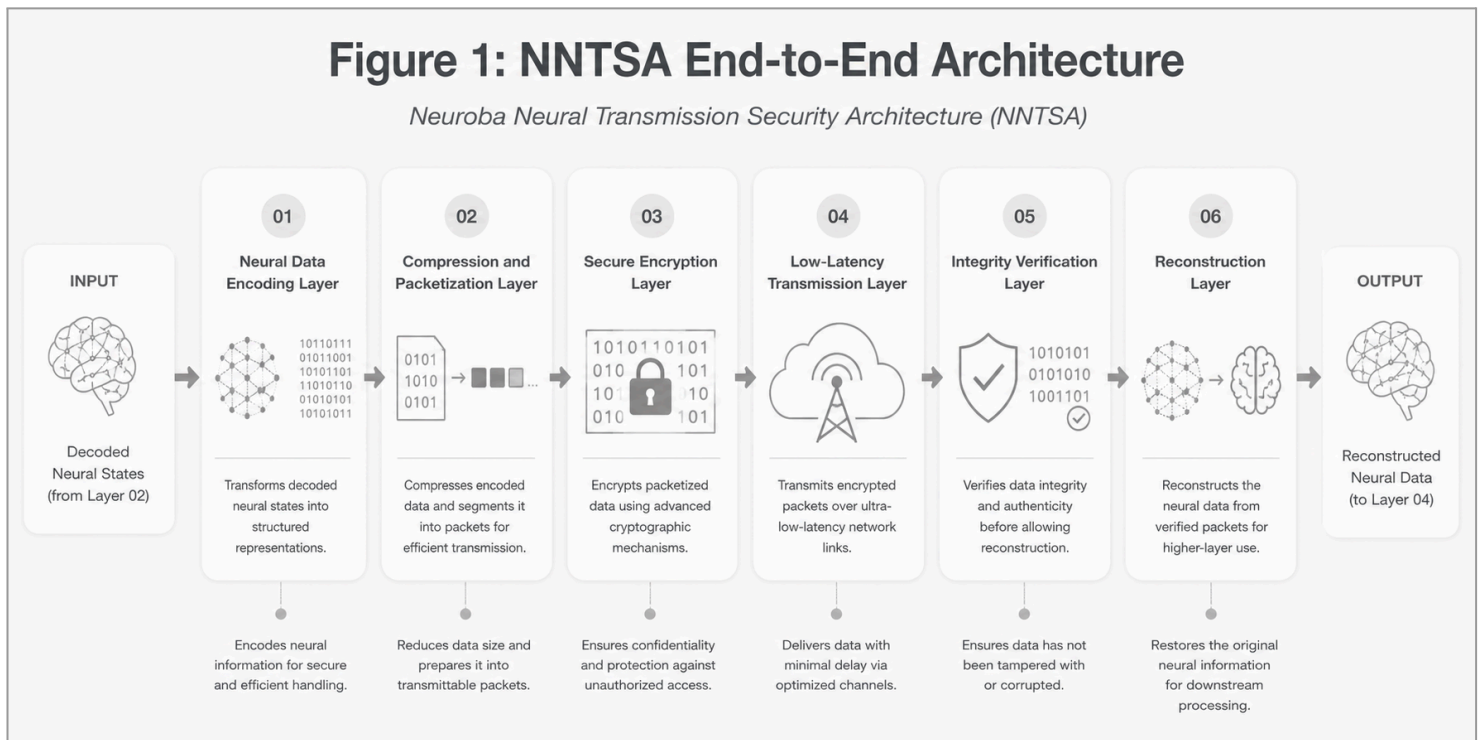 Figure 1: NNTSA End-to-End Architecture
Neuroba Neural Transmission Security Architecture (NNTSA)
INPUT
Decoded
Neural States
(from Layer 02)
01
Neural Data
Encoding Layer
10110111
01011001
10101101
11010110
01010101
10101011
Transforms decoded
neural states into
structured
representations.
Encodes neural
information for secure
and efficient handling.
02
Compression and
Packetization Layer
0101
1010
0101
...
Compresses encoded
data and segments it
into packets for
efficient transmission.
Reduces data size and
prepares it into
transmittable packets.
03
Secure Encryption
Layer
1010110101
010 101
101 10
010 101
Encrypts packetized
data using advanced
cryptographic
mechanisms.
Ensures confidentiality
and protection against
unauthorized access.
04
Low-Latency
Transmission Layer
Transmits encrypted
packets over ultra-
low-latency network
links.
Delivers data with
minimal delay via
optimized channels.
05
Integrity Verification
Layer
1010101
0101010
1001101
Verifies data integrity
and authenticity
before allowing
reconstruction.
Ensures data has not
been tampered with
or corrupted.
06
Reconstruction
Layer
Reconstructs the
neural data from
verified packets for
higher-layer use.
Restores the original
neural information
for downstream
processing.
OUTPUT
Reconstructed
Neural Data
(to Layer 04)